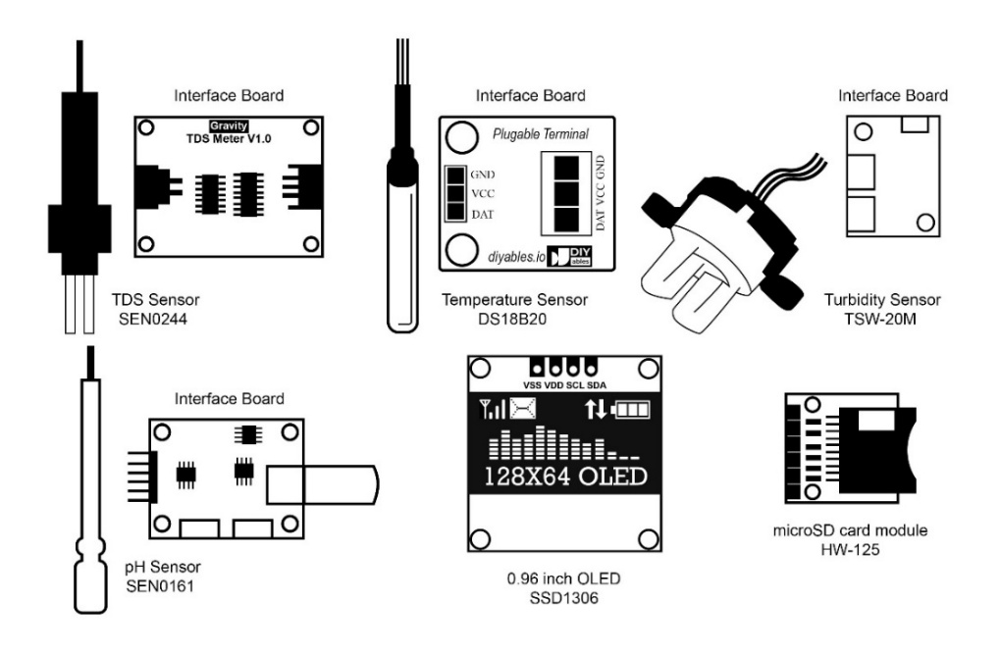 Interface Board
Gravity
TDS Meter V1.0
TDS Sensor
SEN0244
Interface Board
Plugable Terminal
GND
VCC
DAT
DAT VCC GND
diyables.io
DIY
ables
Temperature Sensor
DS18B20
Interface Board
Turbidity Sensor
TSW-20M
Interface Board
pH Sensor
SEN0161
VSS VDD SCL SDA
128X64 OLED
0.96 inch OLED
SSD1306
microSD card module
HW-125